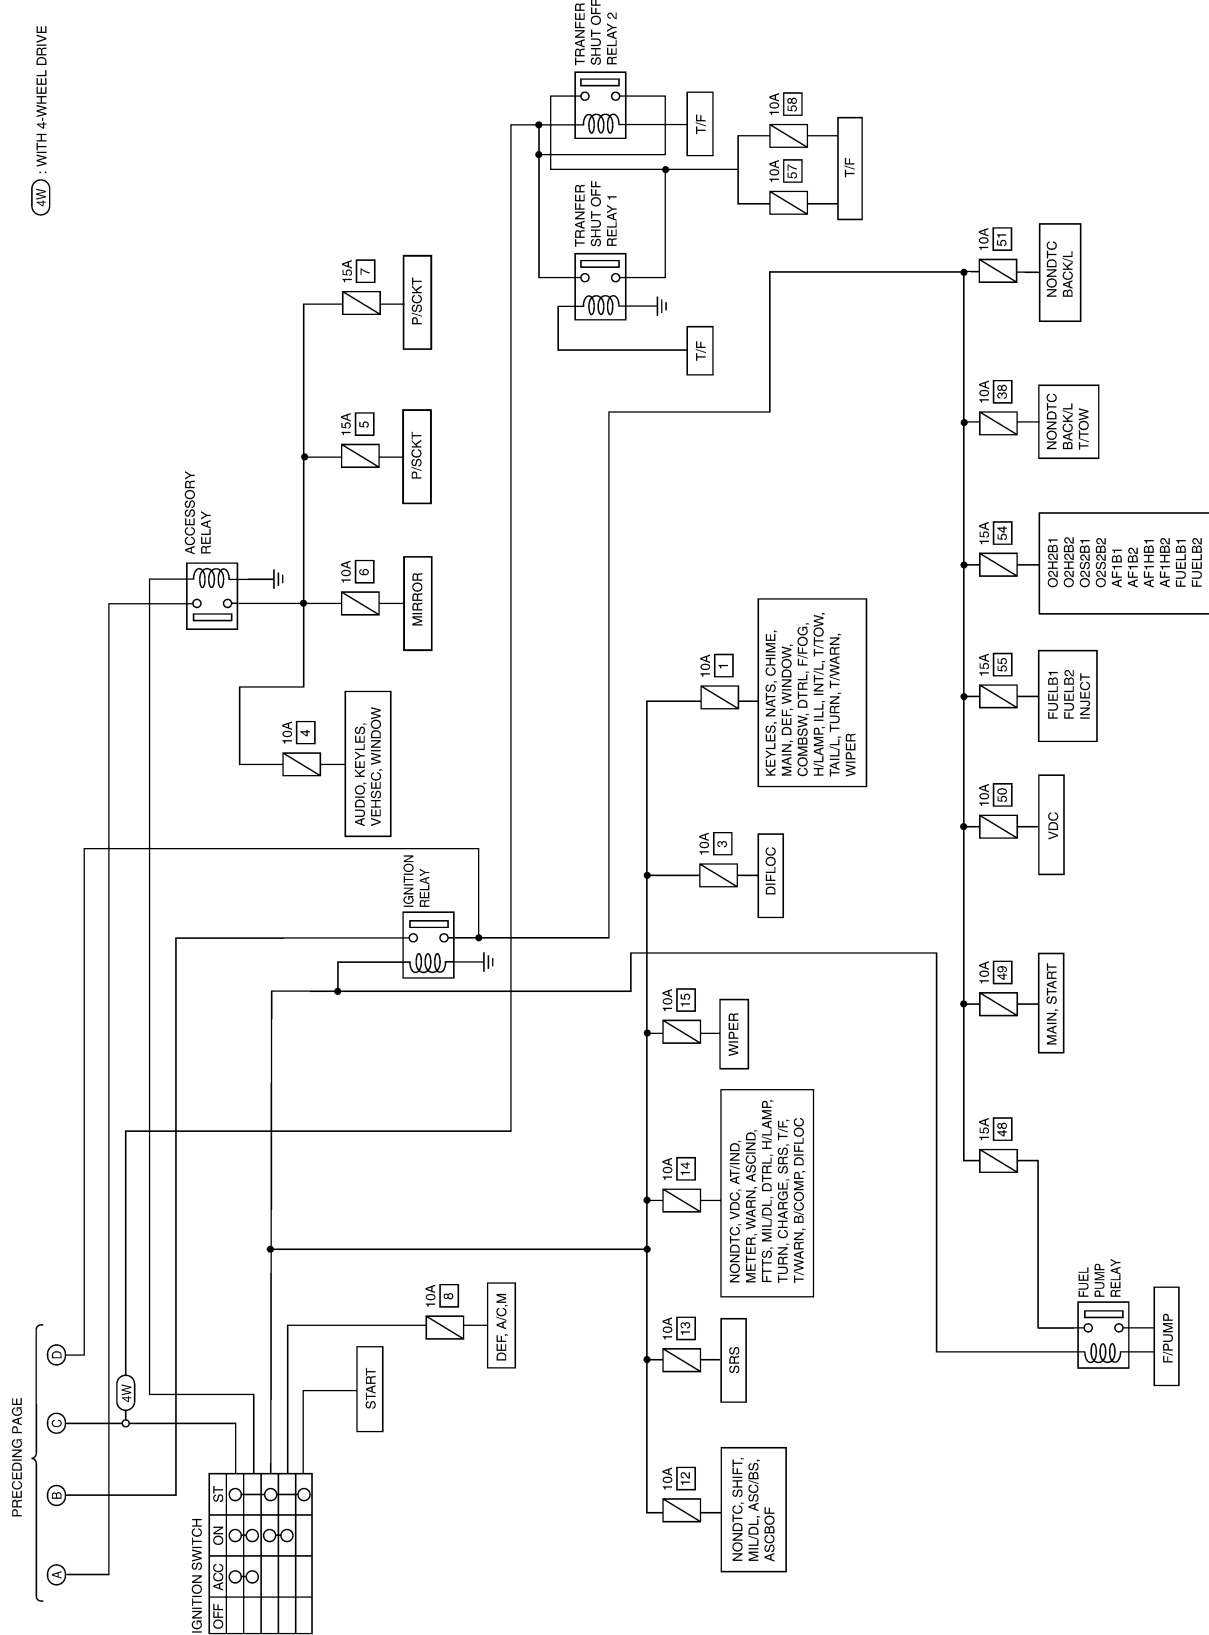 PRECEDING PAGE
A
B
C
D
4W
4W : WITH 4-WHEEL DRIVE
IGNITION SWITCH
OFF
ACC
ON
ST
START
10A
8
DEF, A/C,M
ACCESSORY
RELAY
10A
4
AUDIO, KEYLES,
VEHSEC, WINDOW
10A
6
MIRROR
15A
5
P/SCKT
15A
7
P/SCKT
IGNITION
RELAY
TRANFER
SHUT OFF
RELAY 1
T/F
TRANFER
SHUT OFF
RELAY 2
T/F
10A
57
10A
58
T/F
10A
12
NONDTC, SHIFT,
MIL/DL, ASC/BS,
ASCBOF
10A
13
SRS
10A
14
NONDTC, VDC, AT/IND,
METER, WARN, ASCIND,
FTTS, MIL/DL, DTRL, H/LAMP,
TURN, CHARGE, SRS, T/F,
T/WARN, B/COMP, DIFLOC
10A
15
WIPER
10A
3
DIFLOC
10A
1
KEYLES, NATS, CHIME,
MAIN, DEF, WINDOW,
COMBSW, DTRL, F/FOG,
H/LAMP, ILL, INT/L, T/TOW,
TAIL/L, TURN, T/WARN,
WIPER
FUEL
PUMP
RELAY
F/PUMP
15A
48
10A
49
MAIN, START
10A
50
VDC
15A
55
FUELB1
FUELB2
INJECT
15A
54
O2H2B1
O2H2B2
O2S2B1
O2S2B2
AF1B1
AF1B2
AF1HB1
AF1HB2
FUELB1
FUELB2
10A
38
NONDTC
BACK/L
T/TOW
10A
51
NONDTC
BACK/L